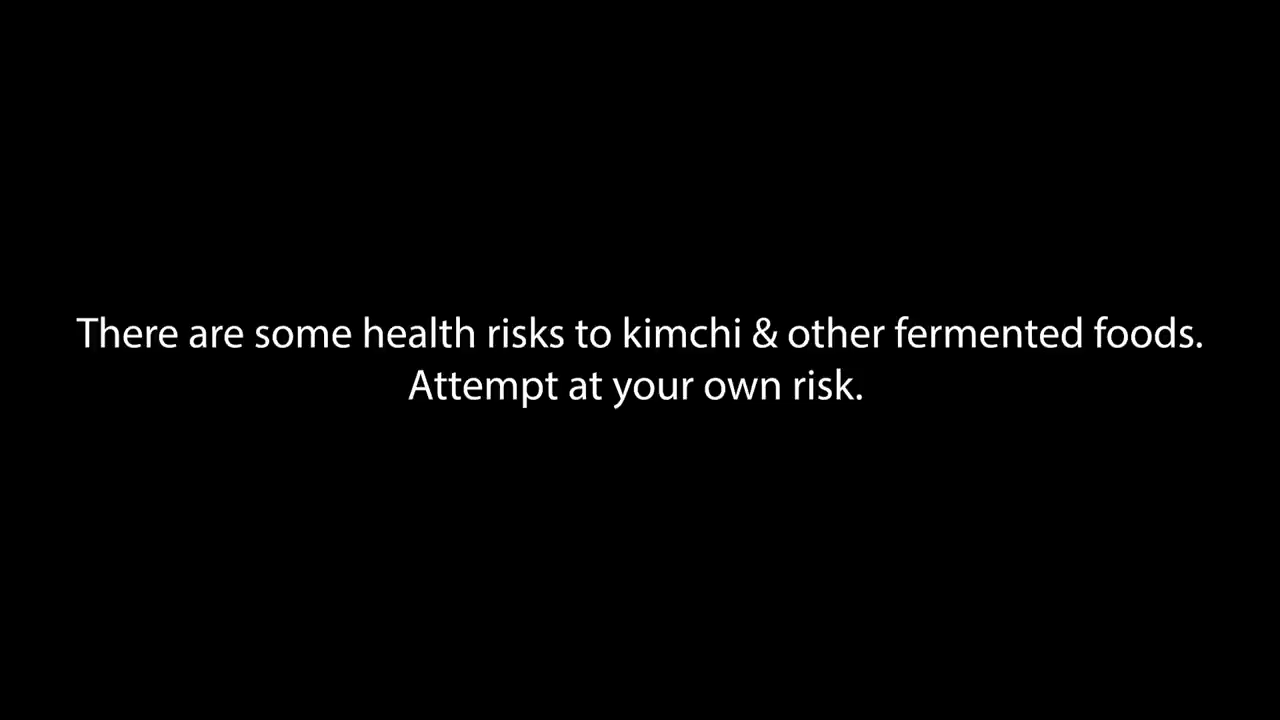 There are some health risks to kimchi & other fermented foods.
Attempt at your own risk.